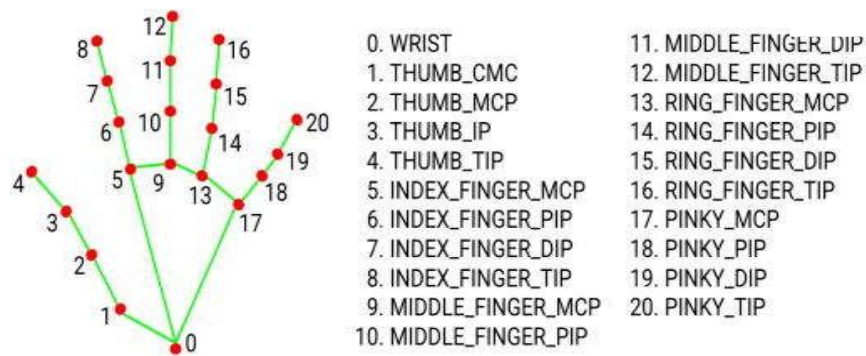 12
8
16
11
7
15
10
6
20
14
19
4
5
9
13
18
3
17
2
1
0
0. WRIST
1. THUMB_CMC
2. THUMB_MCP
3. THUMB_IP
4. THUMB_TIP
5. INDEX_FINGER_MCP
6. INDEX_FINGER_PIP
7. INDEX_FINGER_DIP
8. INDEX_FINGER_TIP
9. MIDDLE_FINGER_MCP
10. MIDDLE_FINGER_PIP
11. MIDDLE_FINGER_DIP
12. MIDDLE_FINGER_TIP
13. RING_FINGER_MCP
14. RING_FINGER_PIP
15. RING_FINGER_DIP
16. RING_FINGER_TIP
17. PINKY_MCP
18. PINKY_PIP
19. PINKY_DIP
20. PINKY_TIP